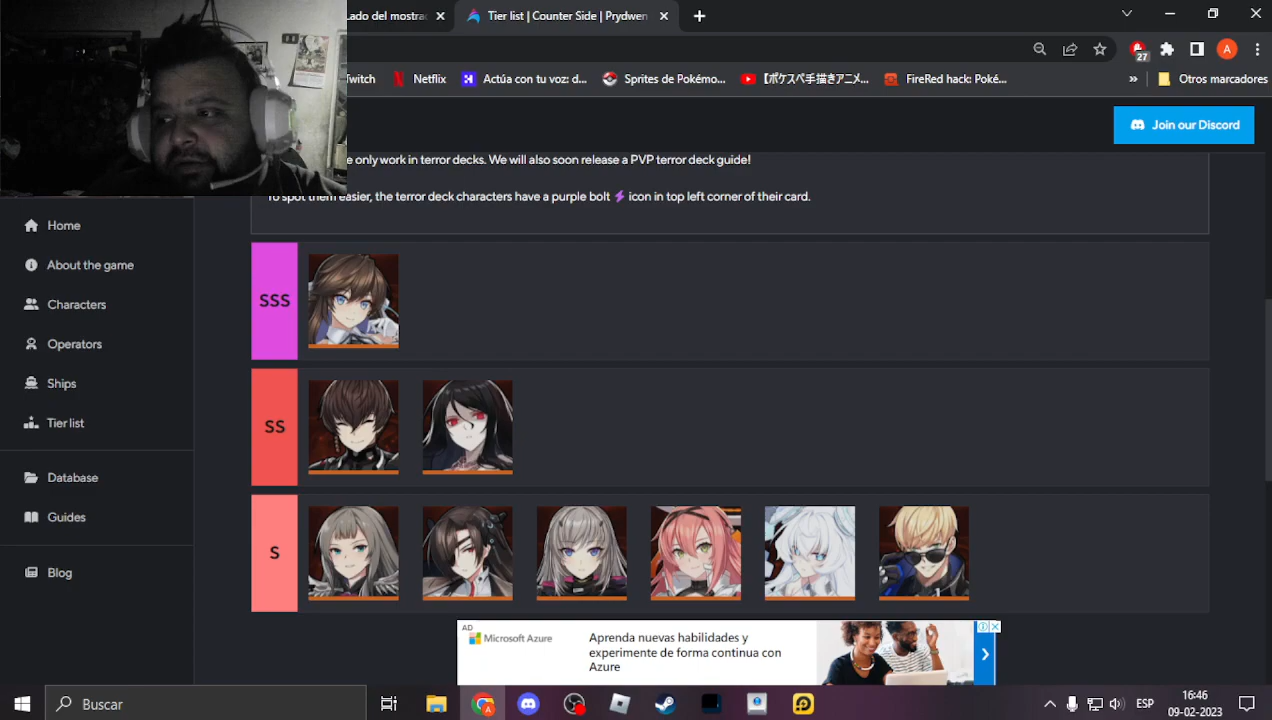 Lado del mostrac
Tier list | Counter Side | Prydwen
27
A
itch
Netflix
Actúa con tu voz: d...
Sprites de Pokémo...
【ポケスペ手描きアニメ...
FireRed hack: Poké...
»
Otros marcadores
Join our Discord
e only work in terror decks. We will also soon release a PVP terror deck guide!
To spot them easier, the terror deck characters have a purple bolt icon in top left corner of their card.
Home
About the game
Characters
Operators
Ships
Tier list
Database
Guides
Blog
SSS
SS
S
AD
Microsoft Azure
Aprenda nuevas habilidades y
experimente de forma continua con
Azure
Buscar
A
ESP
16:46
09-02-2023